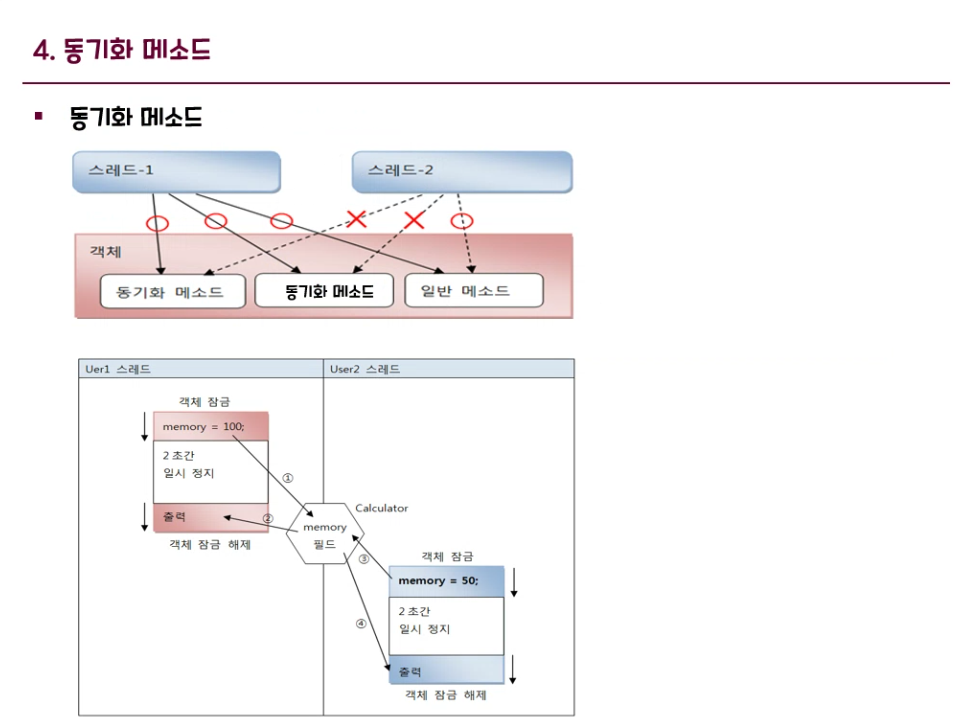 4. 동기화 메소드
▪ 동기화 메소드
스레드-1
스레드-2
객체
동기화 메소드
동기화 메소드
일반 메소드
Uer1 스레드
User2 스레드
객체 잠금
memory = 100;
2초간
일시 정지
①
출력
②
객체 잠금 해제
Calculator
memory
필드
③
객체 잠금
memory = 50;
2초간
일시 정지
④
출력
객체 잠금 해제